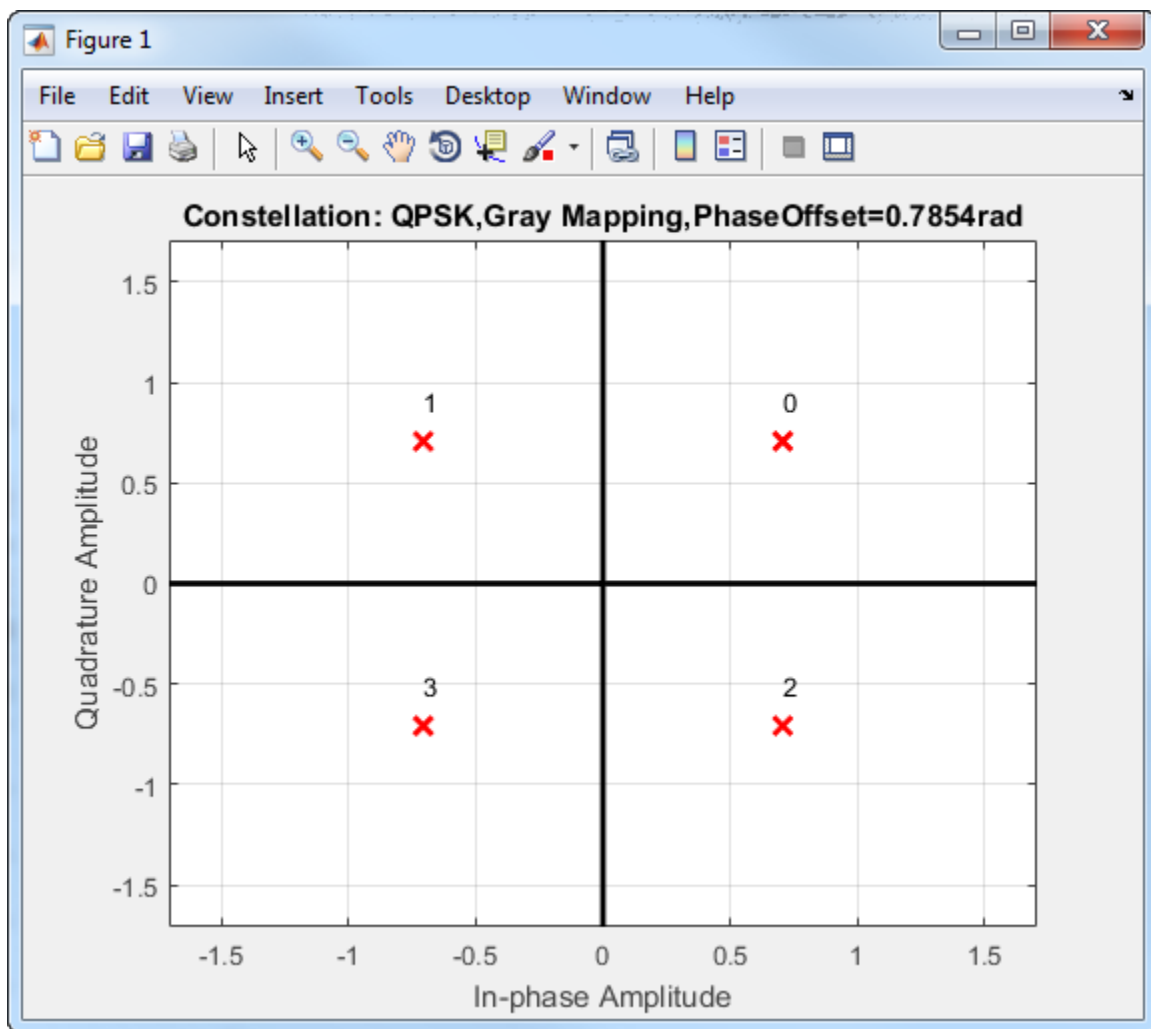 Figure 1
File Edit View Insert Tools Desktop Window Help
Constellation: QPSK,Gray Mapping,PhaseOffset=0.7854rad
1.5
1
0.5
0
-0.5
-1
-1.5
Quadrature Amplitude
1 0
3 2
-1.5 -1 -0.5 0 0.5 1 1.5
In-phase Amplitude